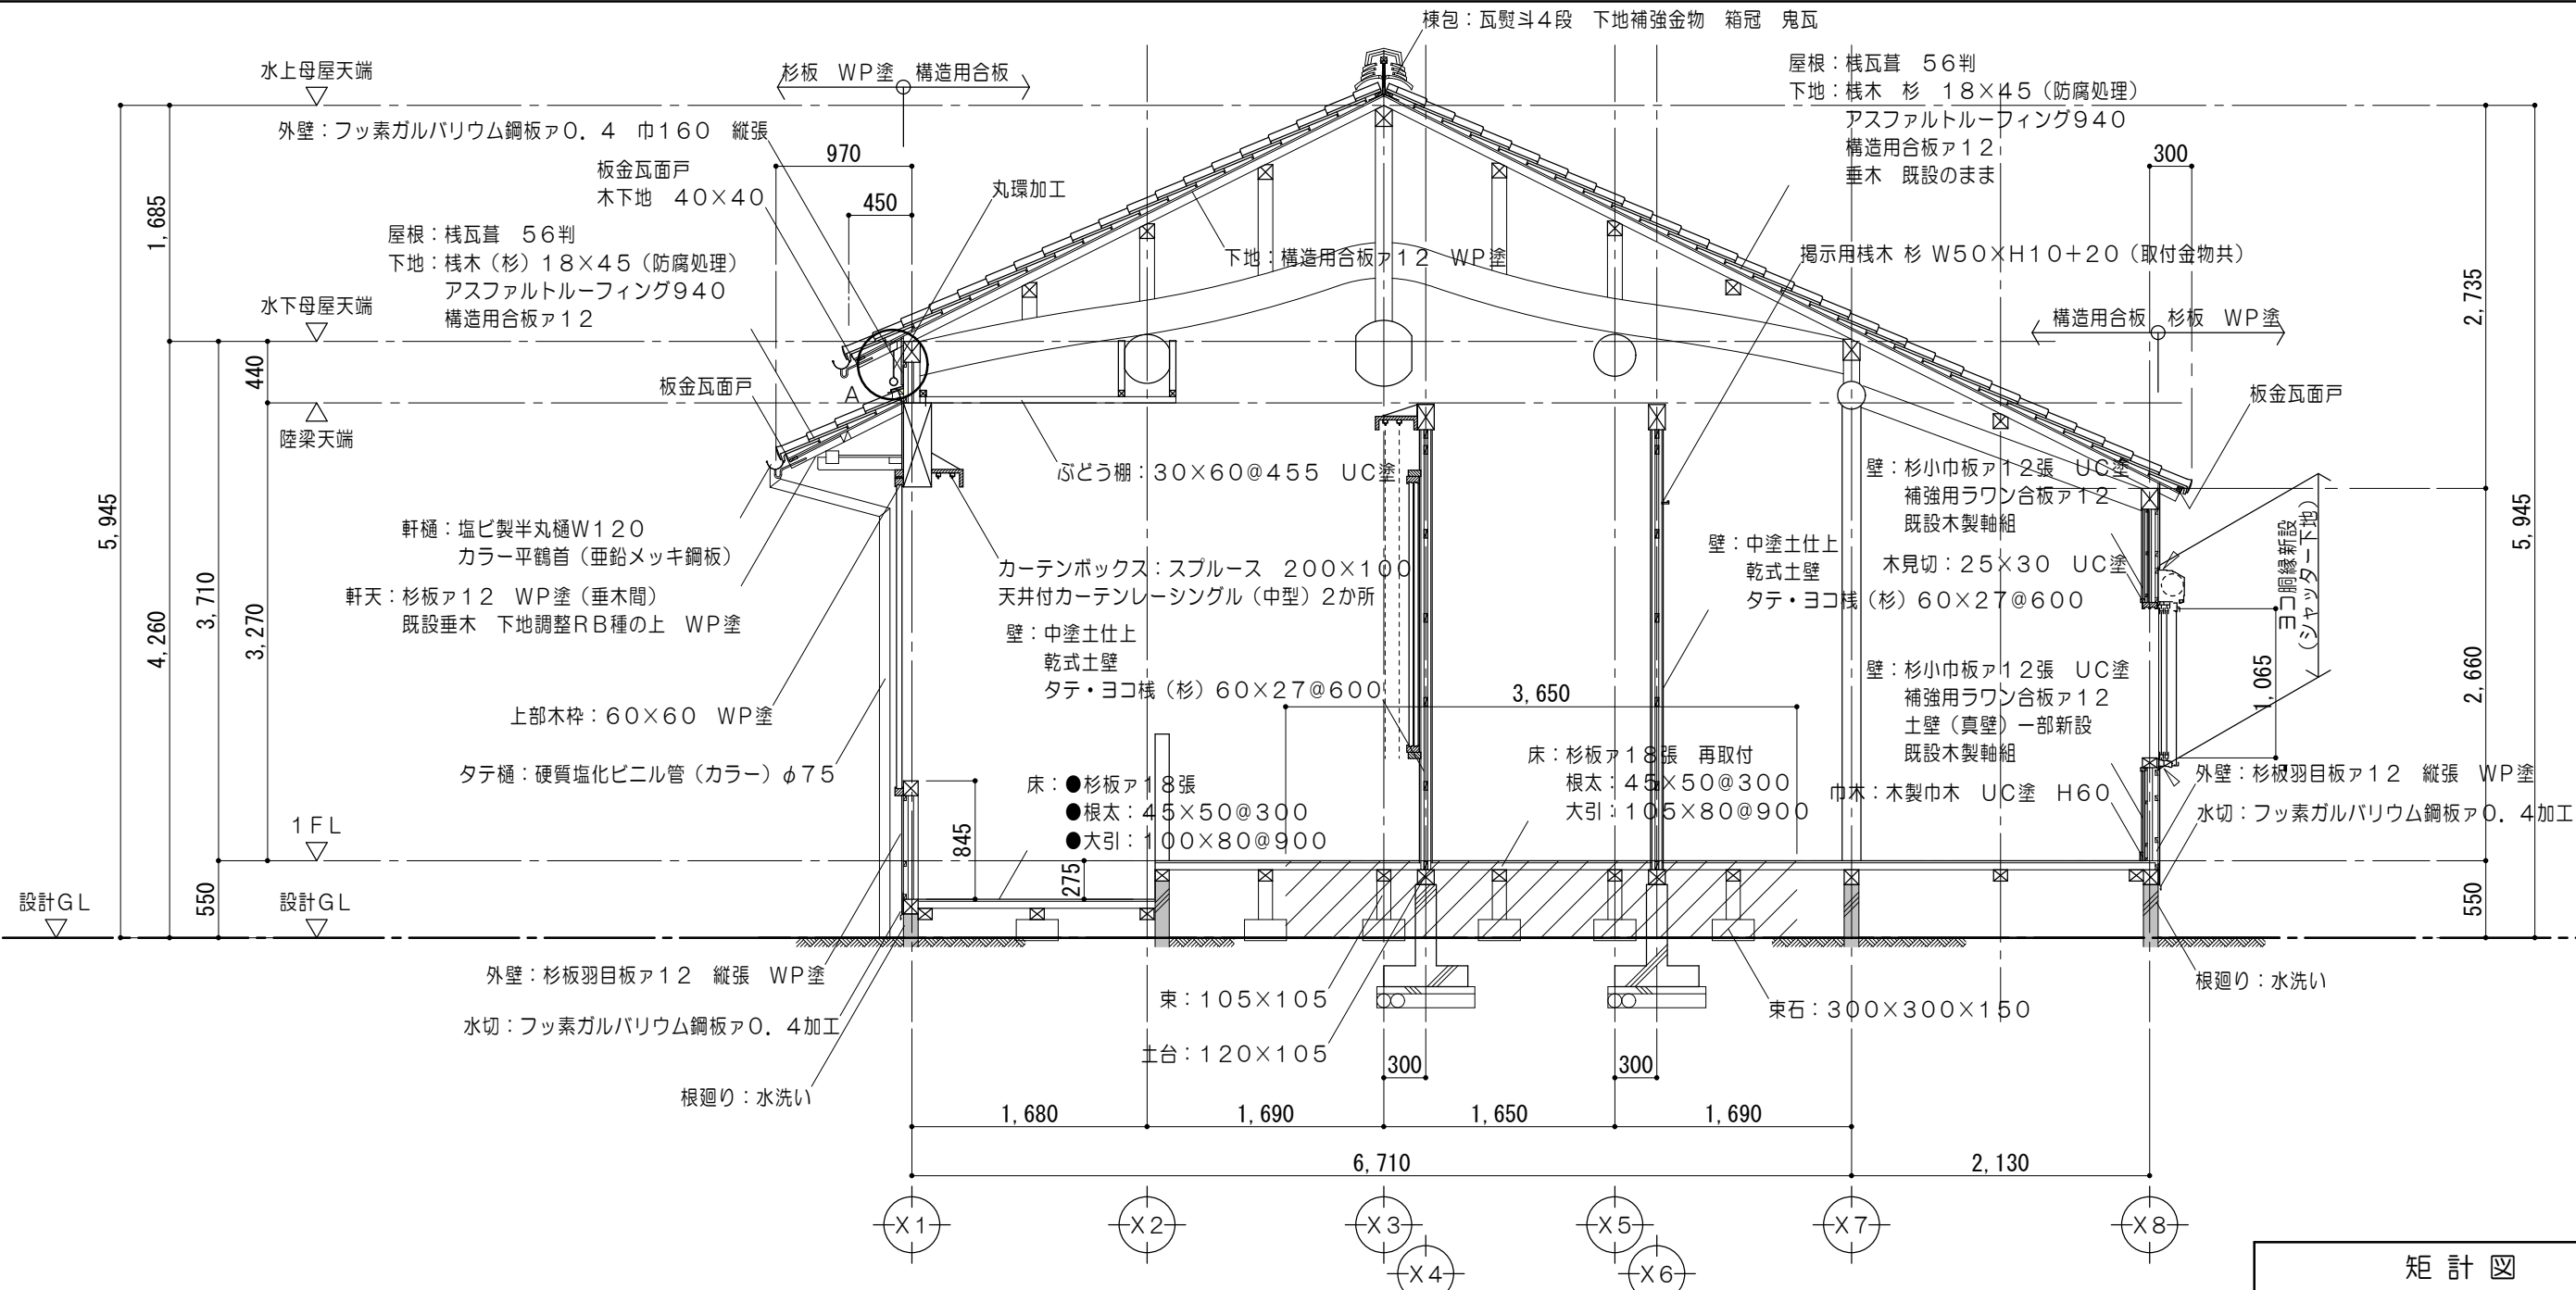 棟包：瓦熨斗４段　下地補強金物　箱冠　鬼瓦
水上母屋天端
杉板　ＷＰ塗　構造用合板
外壁：フッ素ガルバリウム鋼板ァ０．４　巾１６０　縦張
屋根：桟瓦葺　５６判
下地：桟木　杉　１８×４５（防腐処理）
アスファルトルーフィング９４０
構造用合板ァ１２
垂木　既設のまま
970
300
板金瓦面戸
木下地　４０×４０
丸環加工
450
1,685
屋根：桟瓦葺　５６判
下地：桟木（杉）１８×４５（防腐処理）
アスファルトルーフィング９４０
構造用合板ァ１２
下地：構造用合板ァ１２　ＷＰ塗
掲示用桟木 杉 Ｗ５０×Ｈ１０＋２０（取付金物共）
2,735
水下母屋天端
構造用合板　杉板　ＷＰ塗
440
板金瓦面戸
Ａ
板金瓦面戸
陸梁天端
ぶどう棚：３０×６０@４５５　ＵＣ塗
壁：杉小巾板ァ１２張　ＵＣ塗
補強用ラワン合板ァ１２
既設木製軸組
5,945
5,945
軒樋：塩ビ製半丸樋Ｗ１２０
カラー平鶴首（亜鉛メッキ鋼板）
カーテンボックス：スプルース　２００×１００
天井付カーテンレーシングル（中型）２か所
壁：中塗土仕上
乾式土壁
タテ・ヨコ桟（杉）６０×２７@６００
木見切：２５×３０　ＵＣ塗
ヨコ胴縁新設
（シャッター下地）
軒天：杉板ァ１２　ＷＰ塗（垂木間）
既設垂木　下地調整ＲＢ種の上　ＷＰ塗
4,260
3,710
3,270
壁：中塗土仕上
乾式土壁
タテ・ヨコ桟（杉）６０×２７@６００
3,650
壁：杉小巾板ァ１２張　ＵＣ塗
補強用ラワン合板ァ１２
土壁（真壁）一部新設
既設木製軸組
1,065
2,660
上部木枠：６０×６０　ＷＰ塗
タテ樋：硬質塩化ビニル管（カラー）φ７５
床：●杉板ァ１８張
●根太：４５×５０@３００
●大引：１００×８０@９００
床：杉板ァ１８張　再取付
根太：４５×５０@３００
大引：１０５×８０@９００
巾木：木製巾木　ＵＣ塗　Ｈ６０
外壁：杉板羽目板ァ１２　縦張　ＷＰ塗
水切：フッ素ガルバリウム鋼板ァ０．４加工
１ＦＬ
845
275
550
550
設計ＧＬ
設計ＧＬ
外壁：杉板羽目板ァ１２　縦張　ＷＰ塗
水切：フッ素ガルバリウム鋼板ァ０．４加工
根廻り：水洗い
束：１０５×１０５
土台：１２０×１０５
束石：３００×３００×１５０
根廻り：水洗い
300
300
1,680
1,690
1,650
1,690
6,710
2,130
Ｘ１
Ｘ２
Ｘ３
Ｘ５
Ｘ７
Ｘ８
Ｘ４
Ｘ６
矩計図